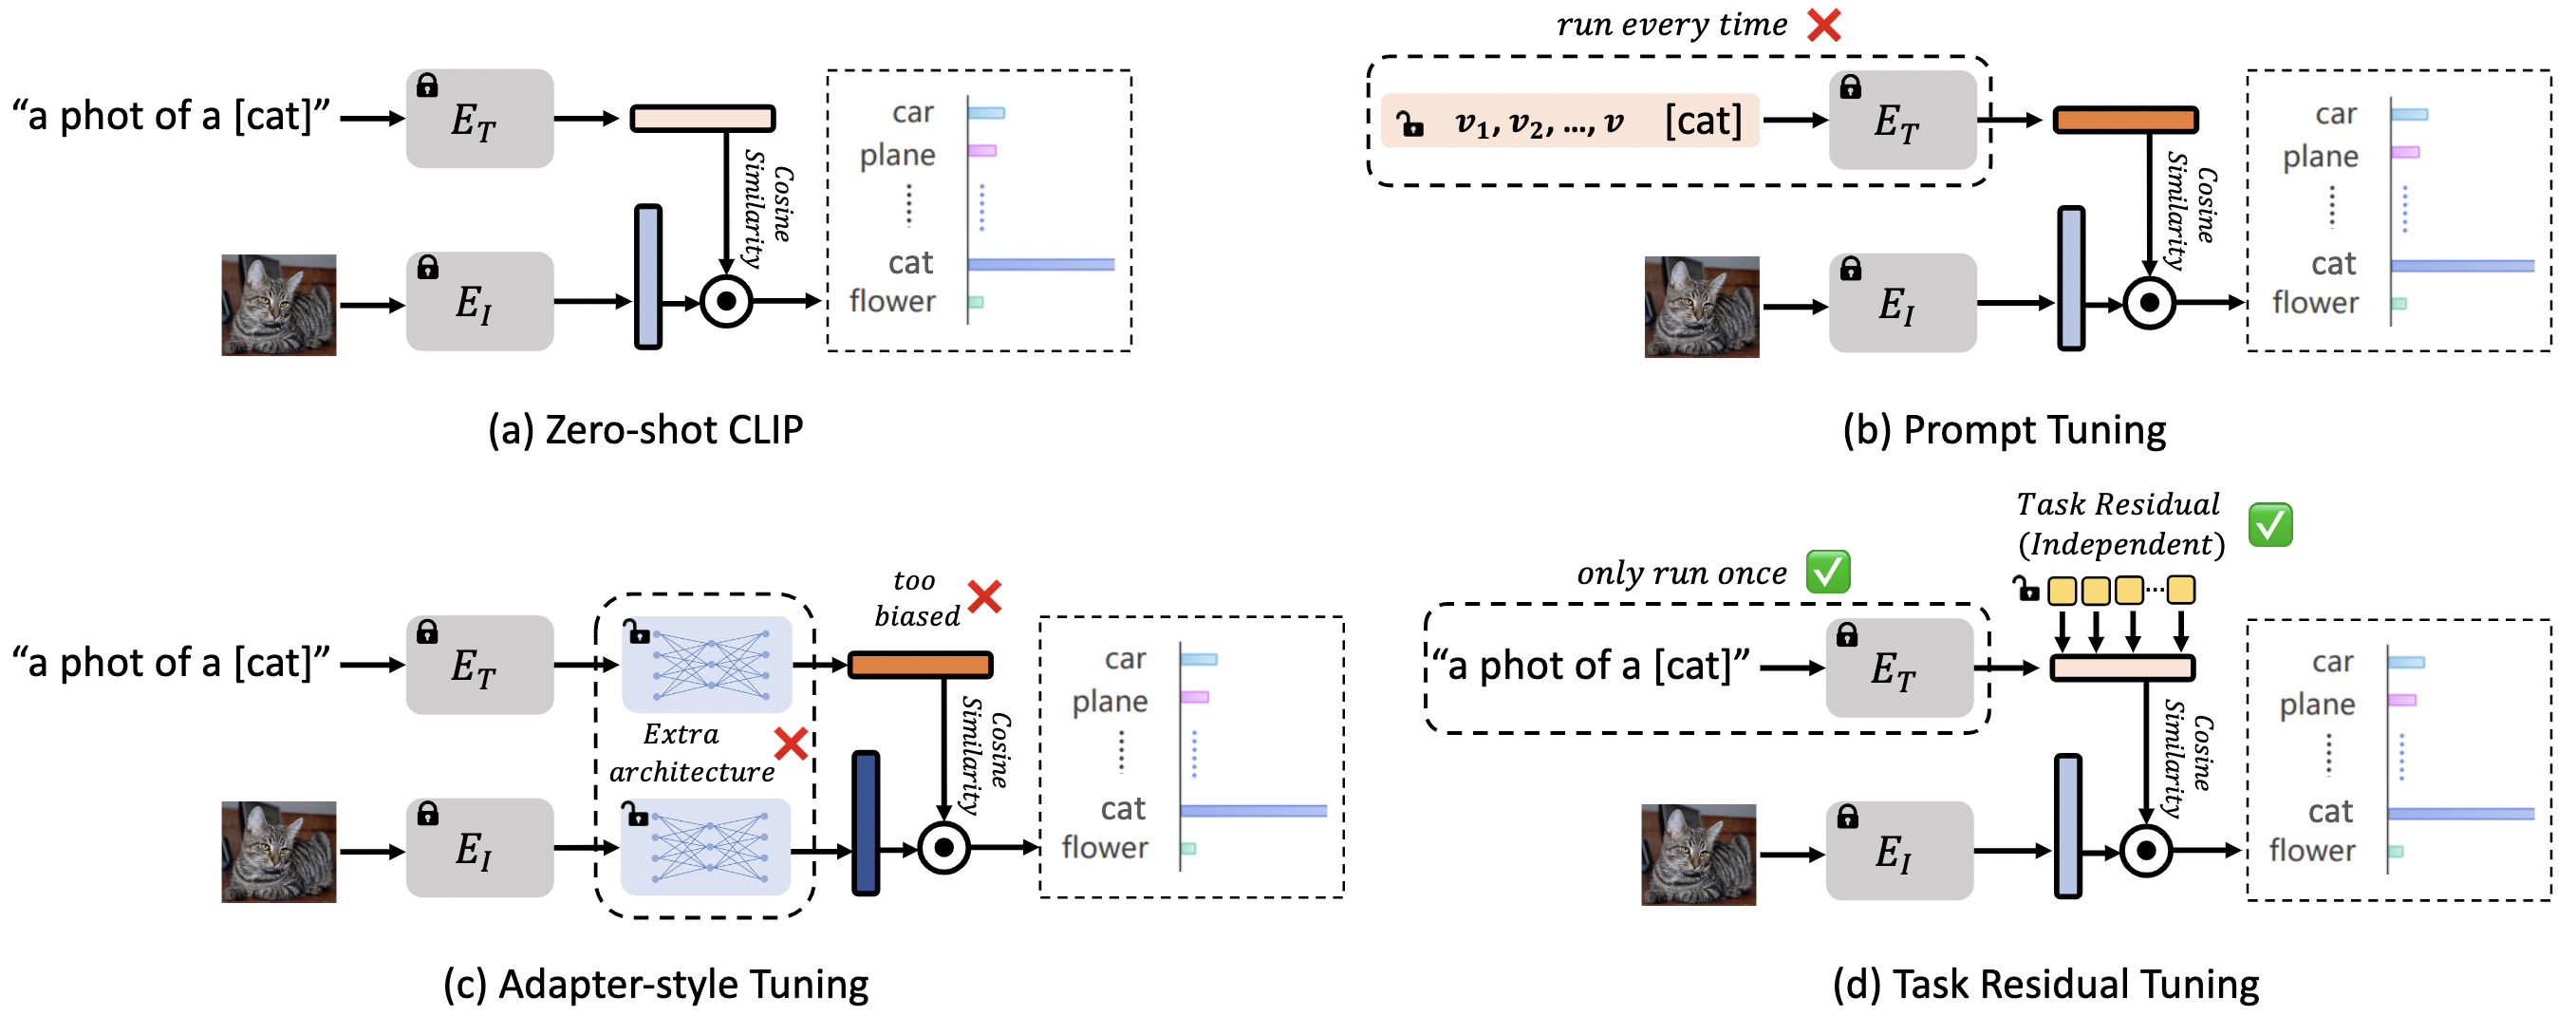 “a phot of a [cat]”
E_T
E_I
Cosine
Similarity
car
plane
cat
flower
(a) Zero-shot CLIP
run every time
v_1, v_2, ..., v [cat]
E_T
E_I
Cosine
Similarity
car
plane
cat
flower
(b) Prompt Tuning
“a phot of a [cat]”
E_T
E_I
Extra
architecture
too
biased
Cosine
Similarity
car
plane
cat
flower
(c) Adapter-style Tuning
only run once
“a phot of a [cat]”
E_T
E_I
Task Residual
(Independent)
Cosine
Similarity
car
plane
cat
flower
(d) Task Residual Tuning